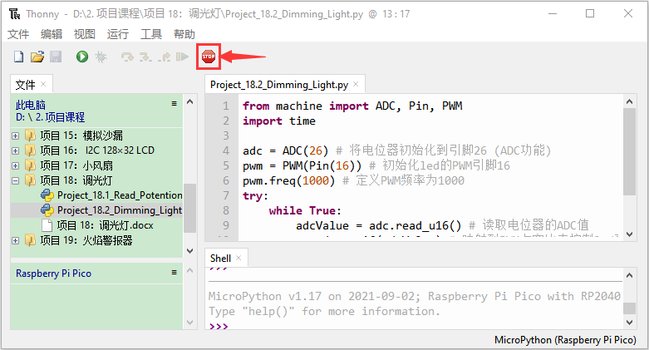 Thonny - D:\2. 项目课程\项目 18：调光灯\Project_18.2_Dimming_Light.py @ 13 : 17
文件 编辑 视图 运行 工具 帮助
STOP
文件
此电脑
D: \ 2. 项目课程
项目 15：模拟沙漏
项目 16： I2C 128×32 LCD
项目 17：小风扇
项目 18：调光灯
Project_18.1_Read_Potention
Project_18.2_Dimming_Light
项目 18：调光灯.docx
项目 19：火焰警报器
Raspberry Pi Pico
Project_18.2_Dimming_Light.py
1 from machine import ADC, Pin, PWM
2 import time
3
4 adc = ADC(26) # 将电位器初始化到引脚26 (ADC功能)
5 pwm = PWM(Pin(16)) # 初始化led的PWM引脚16
6 pwm.freq(1000) # 定义PWM频率为1000
7 try:
8 while True:
9 adcValue = adc.read_u16() # 读取电位器的ADC值
Shell
>>>
MicroPython v1.17 on 2021-09-02; Raspberry Pi Pico with RP2040
Type "help()" for more information.
>>>
MicroPython (Raspberry Pi Pico)